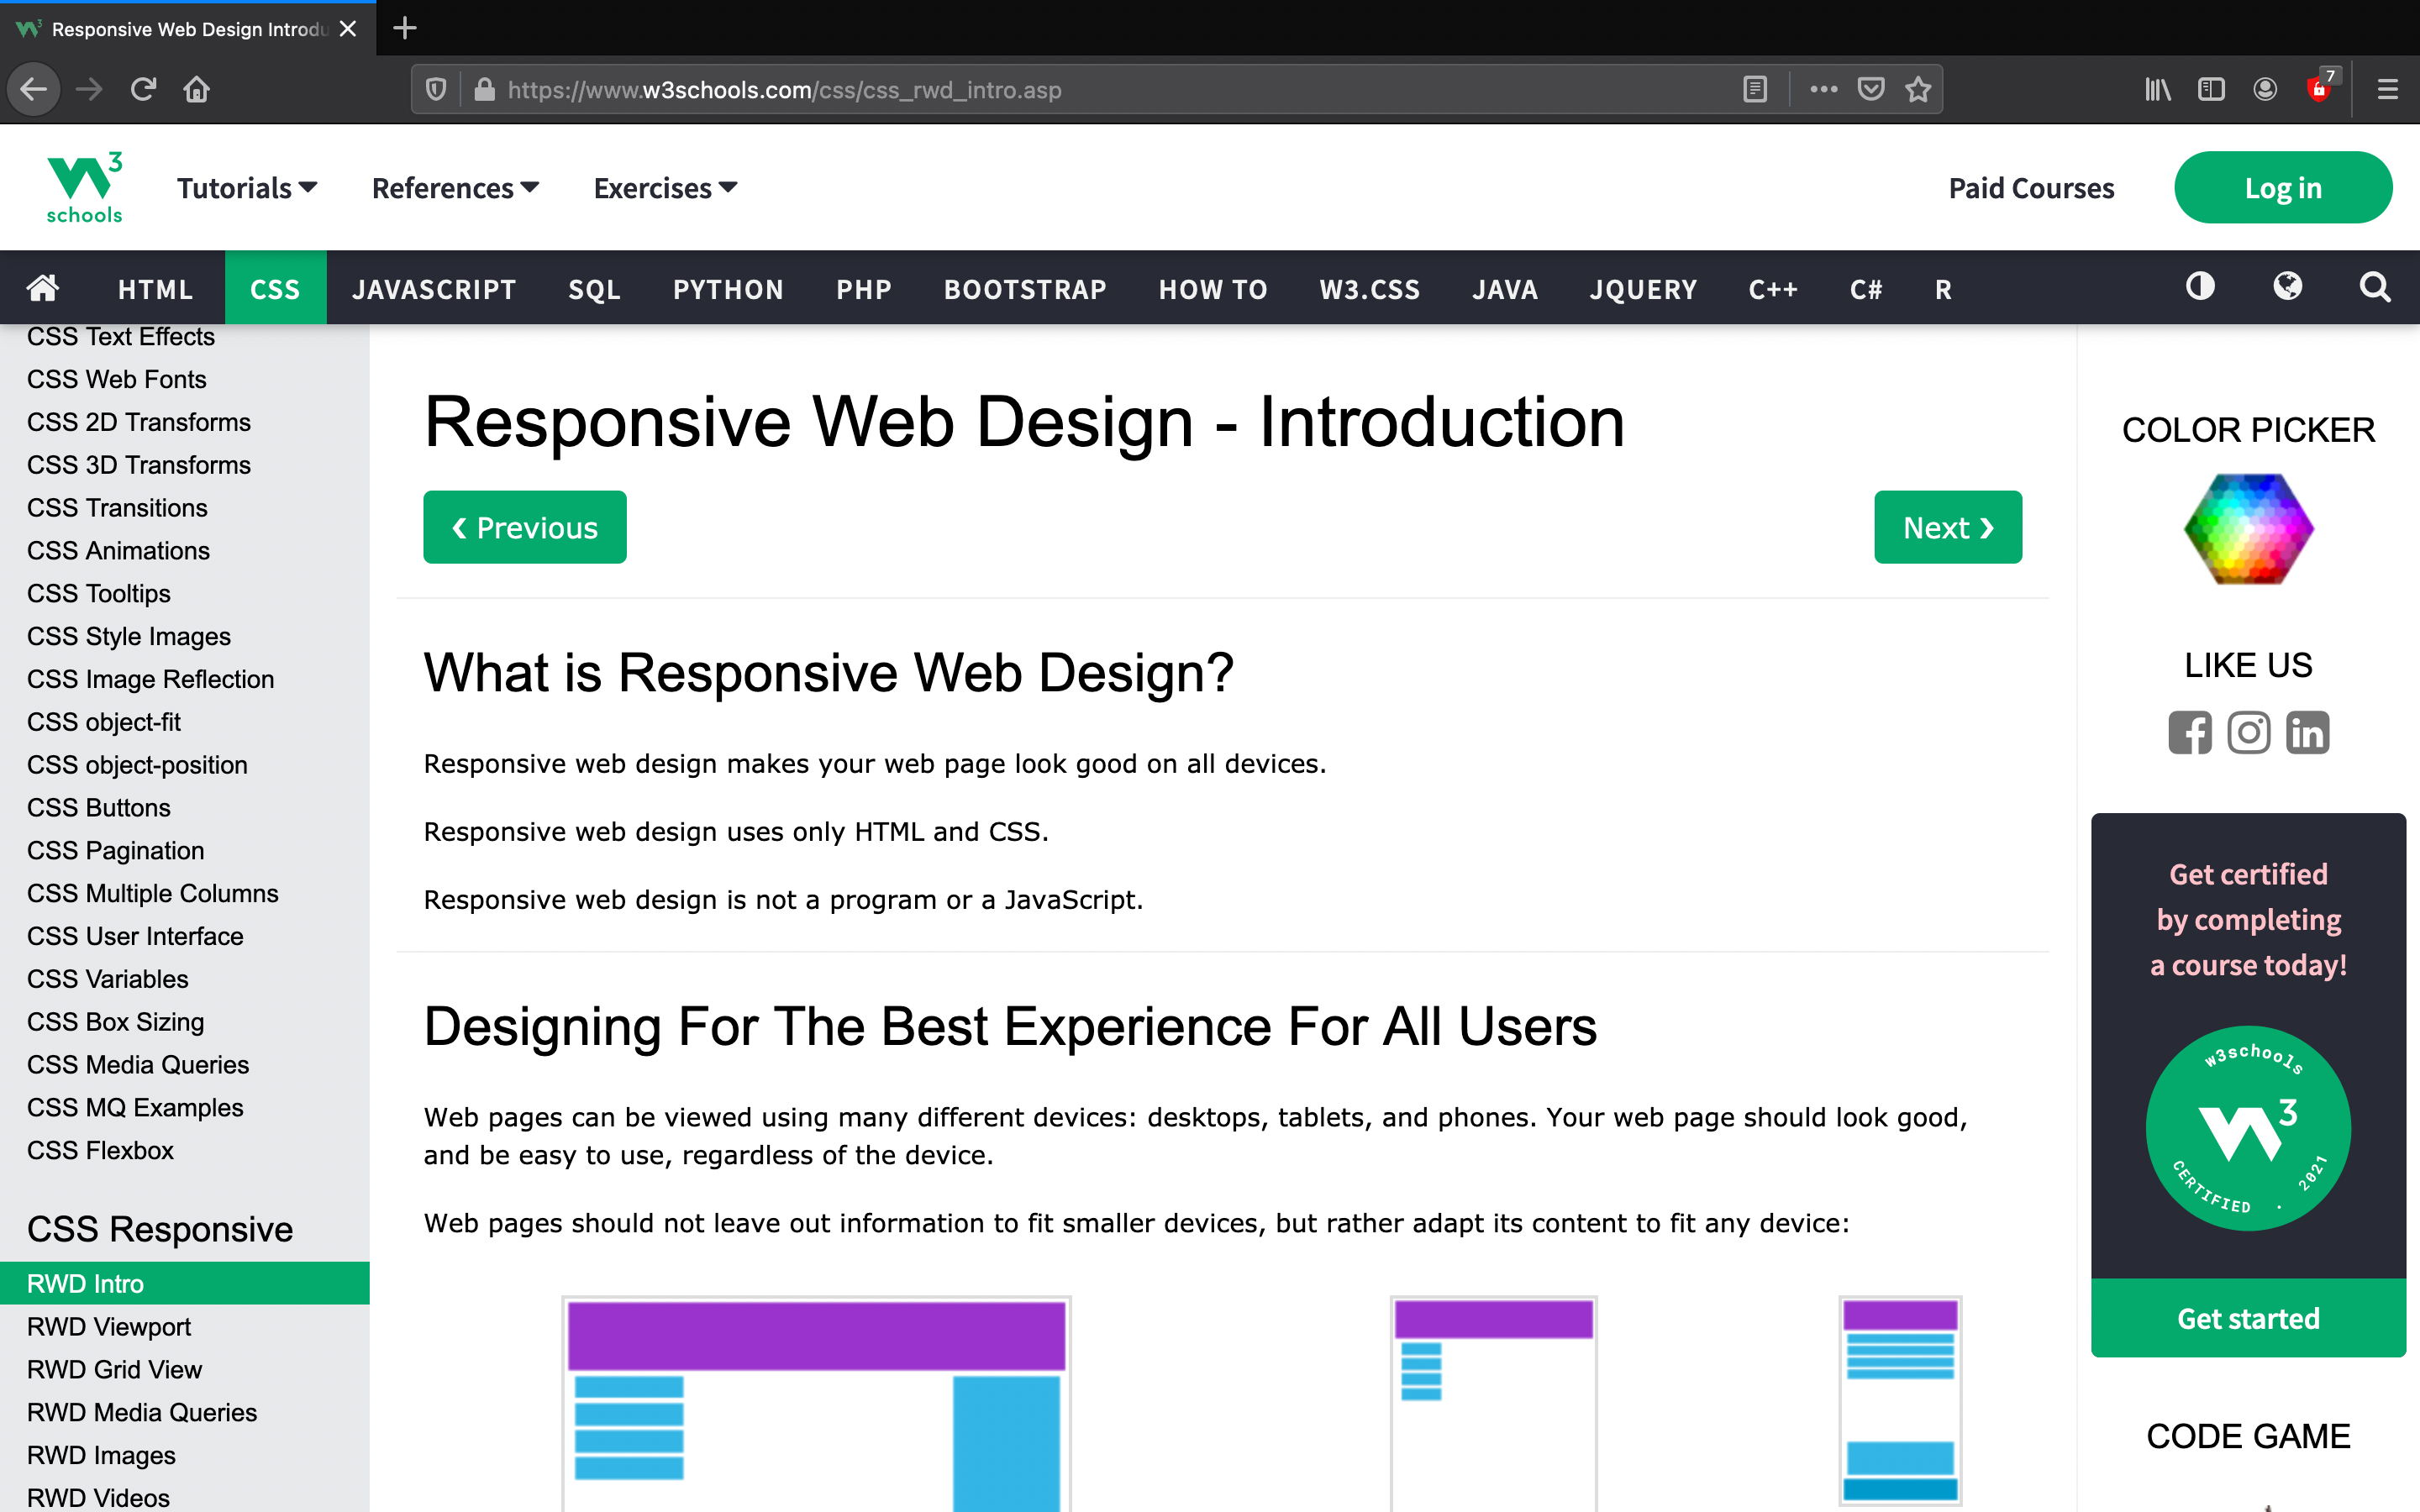 Responsive Web Design Introdu
https://www.w3schools.com/css/css_rwd_intro.asp
7
3
schools
Tutorials
References
Exercises
Paid Courses
Log in
HTML
CSS
JAVASCRIPT
SQL
PYTHON
PHP
BOOTSTRAP
HOW TO
W3.CSS
JAVA
JQUERY
C++
C#
R
CSS Text Effects
CSS Web Fonts
CSS 2D Transforms
CSS 3D Transforms
CSS Transitions
CSS Animations
CSS Tooltips
CSS Style Images
CSS Image Reflection
CSS object-fit
CSS object-position
CSS Buttons
CSS Pagination
CSS Multiple Columns
CSS User Interface
CSS Variables
CSS Box Sizing
CSS Media Queries
CSS MQ Examples
CSS Flexbox
CSS Responsive
RWD Intro
RWD Viewport
RWD Grid View
RWD Media Queries
RWD Images
RWD Videos
Responsive Web Design - Introduction
❮ Previous
Next ❯
What is Responsive Web Design?
Responsive web design makes your web page look good on all devices.
Responsive web design uses only HTML and CSS.
Responsive web design is not a program or a JavaScript.
Designing For The Best Experience For All Users
Web pages can be viewed using many different devices: desktops, tablets, and phones. Your web page should look good,
and be easy to use, regardless of the device.
Web pages should not leave out information to fit smaller devices, but rather adapt its content to fit any device:
COLOR PICKER
LIKE US
Get certified
by completing
a course today!
w3schools
3
CERTIFIED . 2021
Get started
CODE GAME